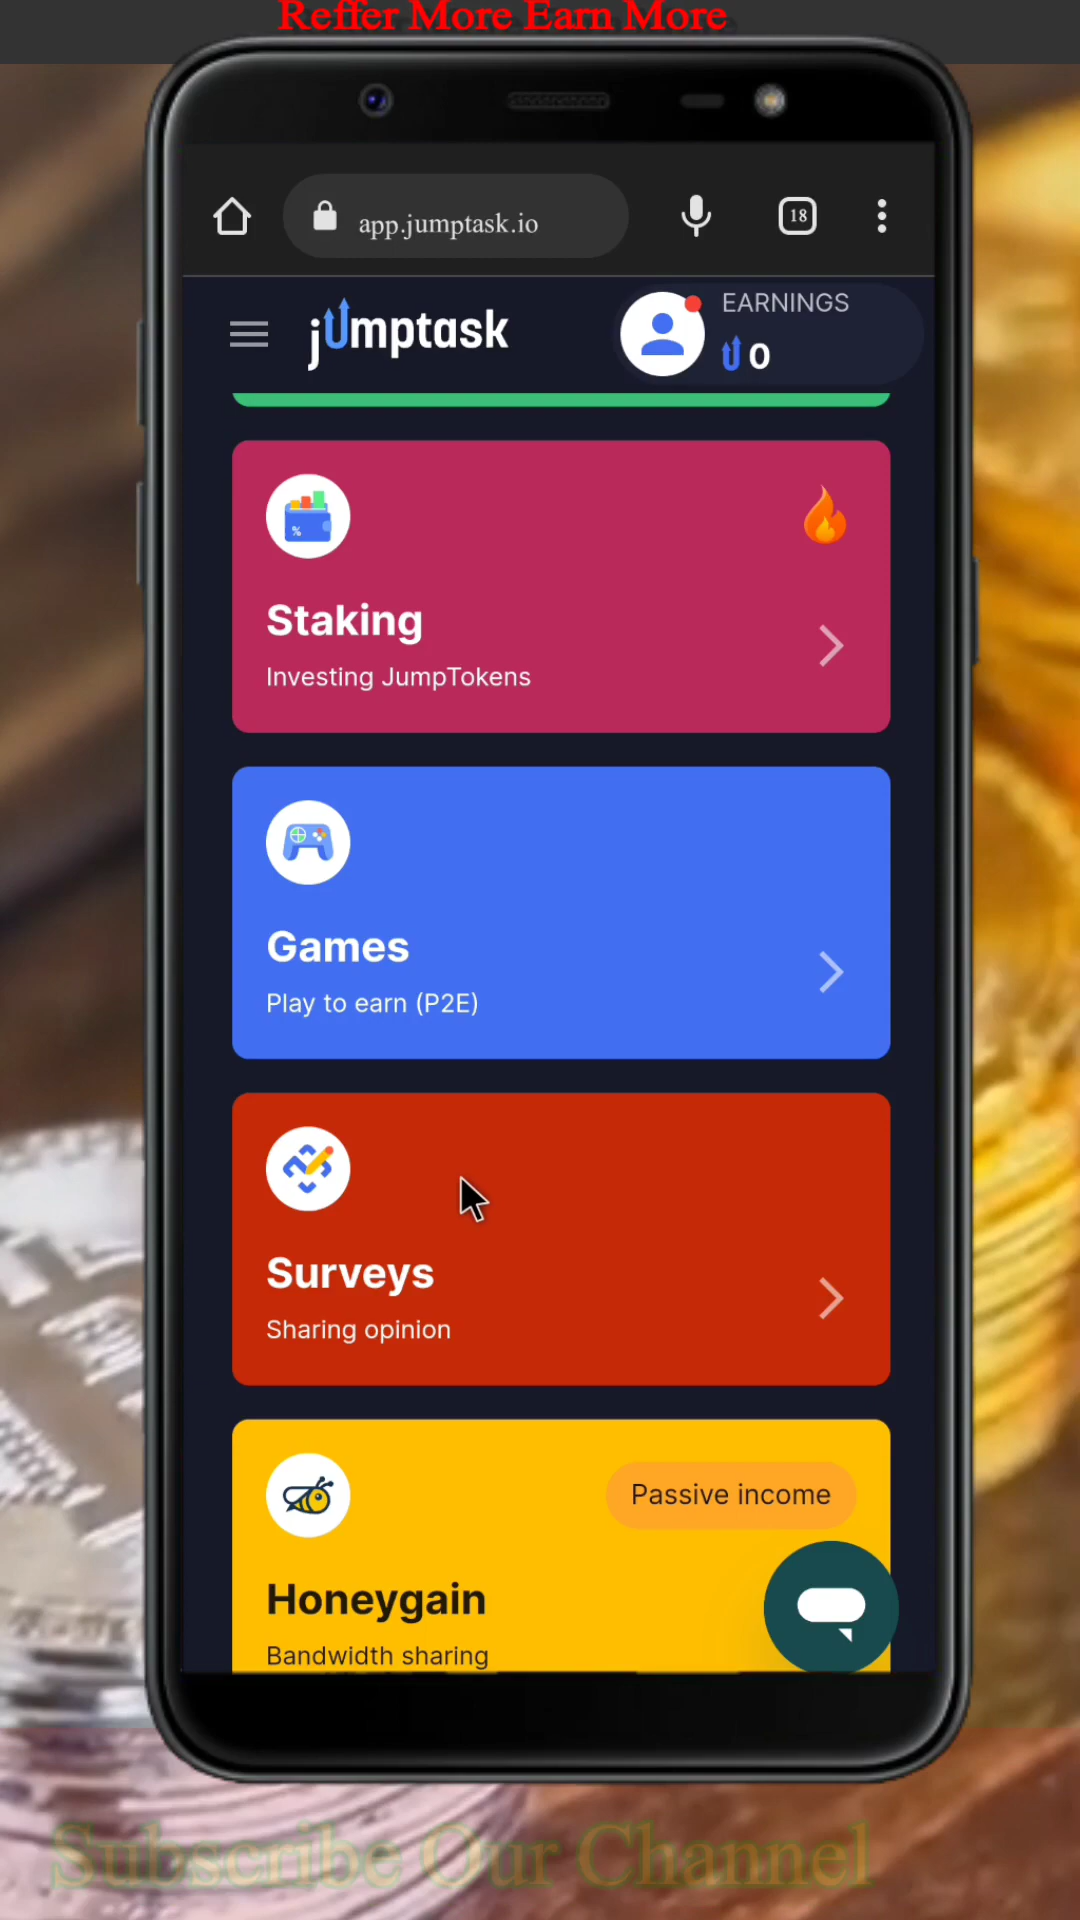 Reffer More Earn More
app.jumptask.io
18
jumptask
EARNINGS
0
%
Staking
Investing JumpTokens
Games
Play to earn (P2E)
Surveys
Sharing opinion
Passive income
Honeygain
Bandwidth sharing
Subscribe Our Channel